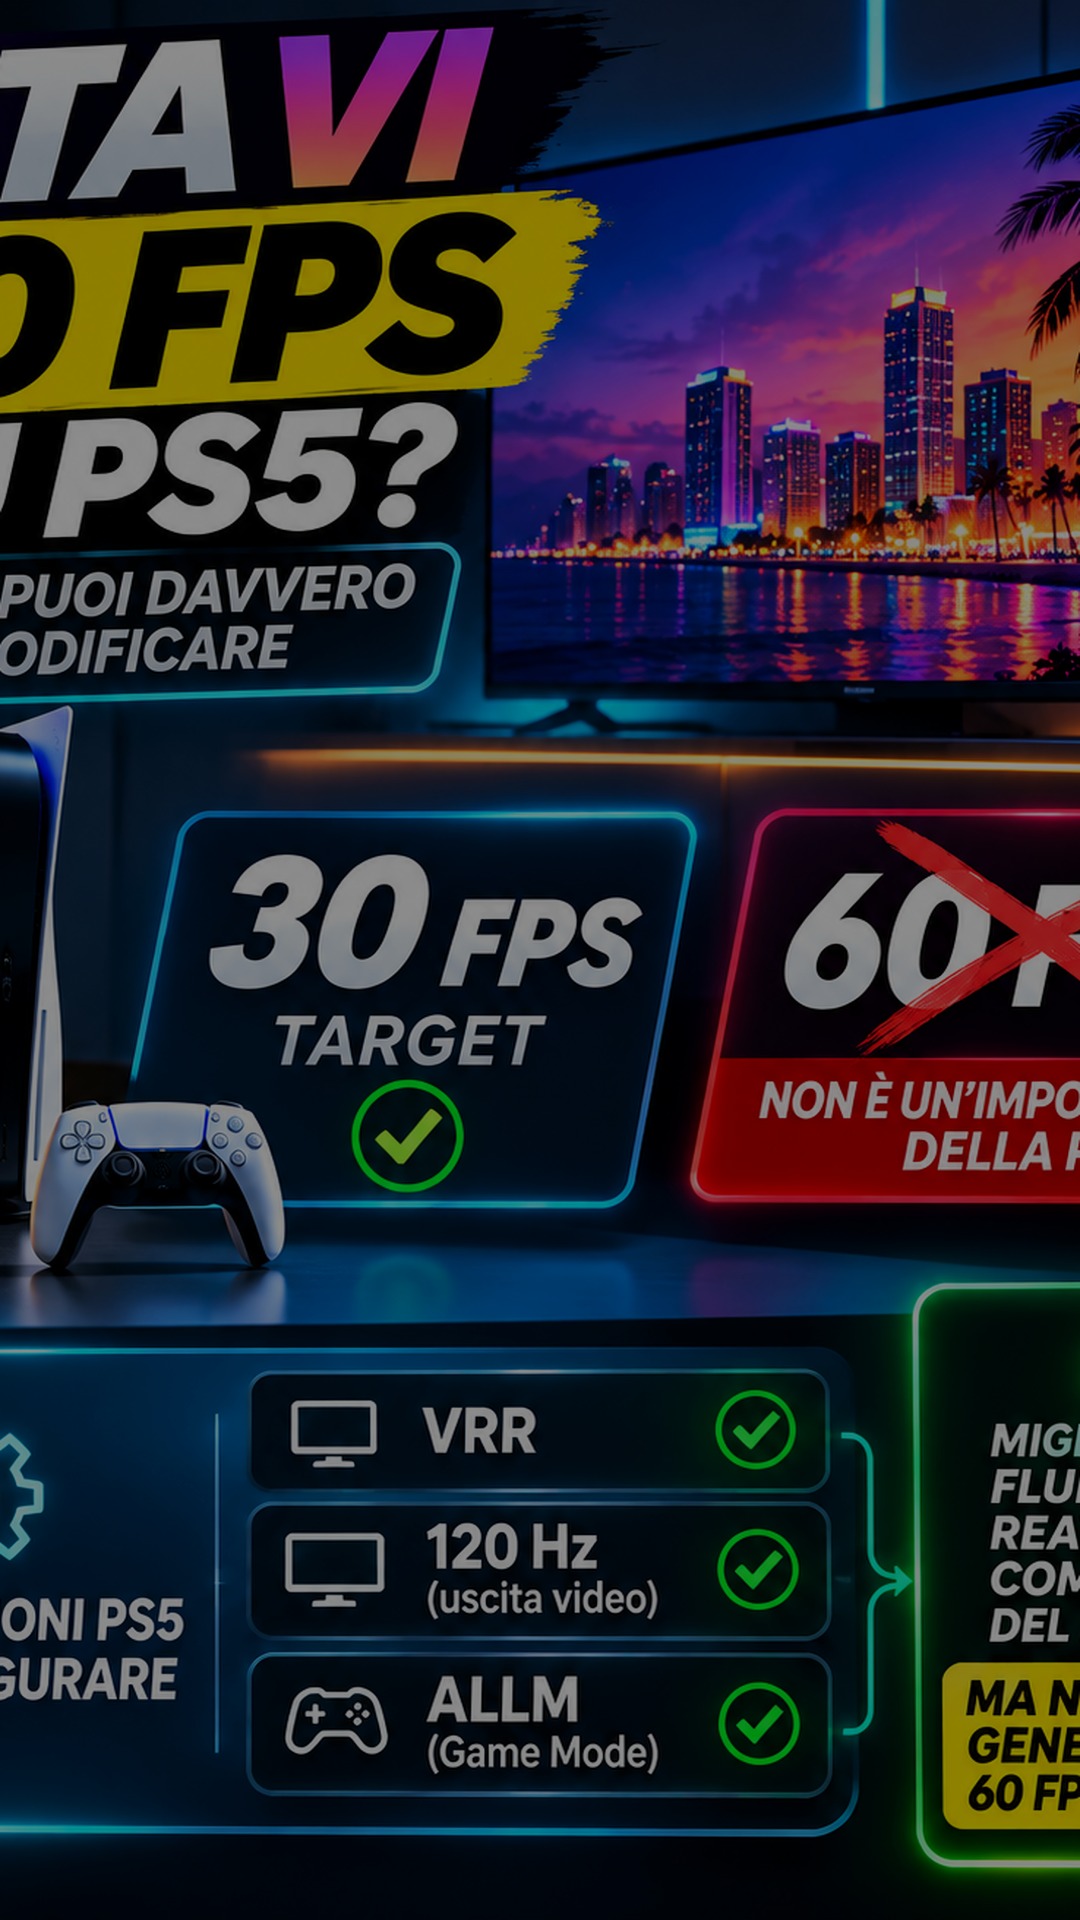 TA VI
0 FPS
PS5?
PUOI DAVVERO
ODIFICARE
30 FPS
TARGET
60
NON È UN'IMPO
DELLA
VRR
120 Hz
(uscita video)
ALLM
(Game Mode)
ONI PS5
GURARE
MIG
FLU
REA
COM
DEL
MA N
GENE
60 FP